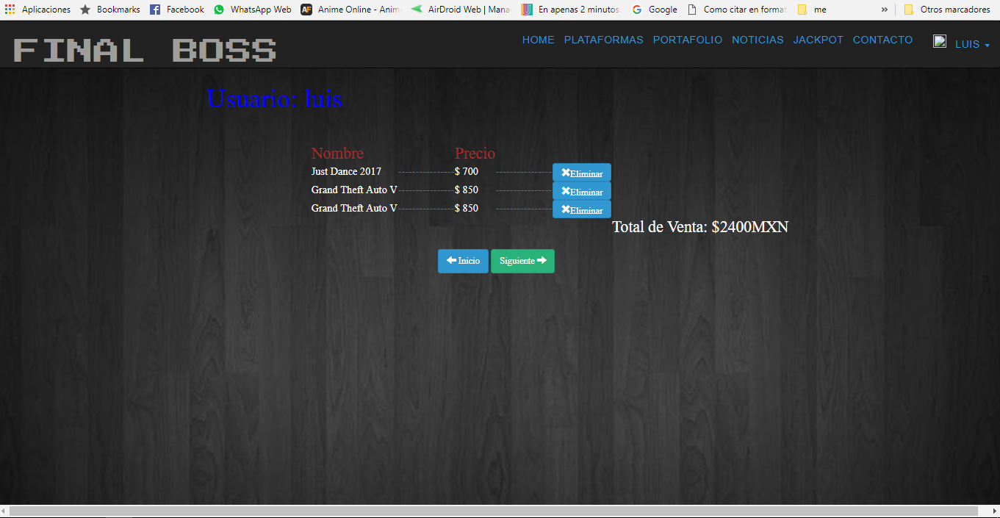 Aplicaciones Bookmarks Facebook WhatsApp Web AF Anime Online - Anim AirDroid Web | Mana En apenas 2 minutos: Google Como citar en format me » Otros marcadores
FINAL BOSS HOME PLATAFORMAS PORTAFOLIO NOTICIAS JACKPOT CONTACTO LUIS
Usuario: luis
Nombre Precio
Just Dance 2017 ---------------- $ 700 ---------------- Eliminar
Grand Theft Auto V ---------------- $ 850 ---------------- Eliminar
Grand Theft Auto V ---------------- $ 850 ---------------- Eliminar
Total de Venta: $2400MXN
Inicio Siguiente